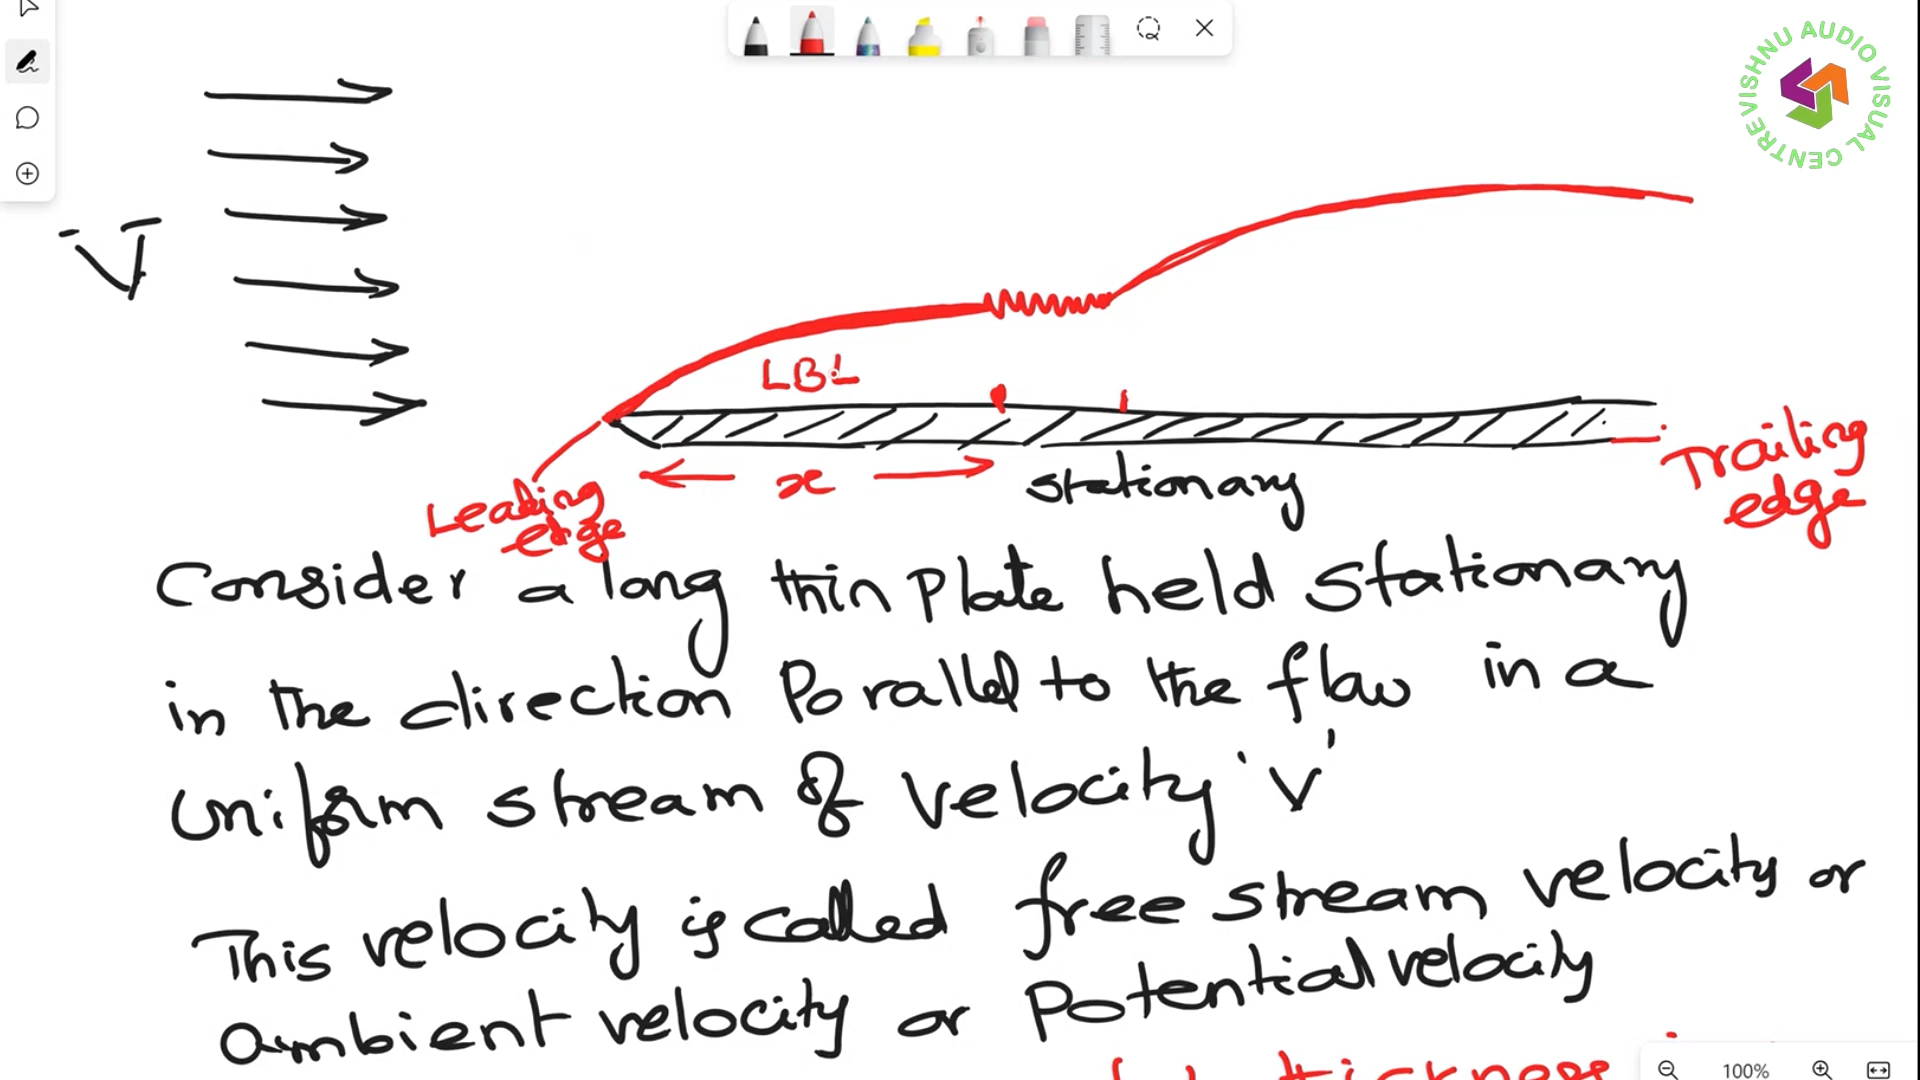 VISHNU AUDIO VISUAL CENTRE
V
LBL
x
stationary
Leading
edge
Trailing
edge
Consider a long thin plate held stationary
in the direction Parallel to the flow in a
uniform stream of velocity 'V'
This velocity is called free stream velocity or
ambient velocity or Potential velocity
thickness
100%